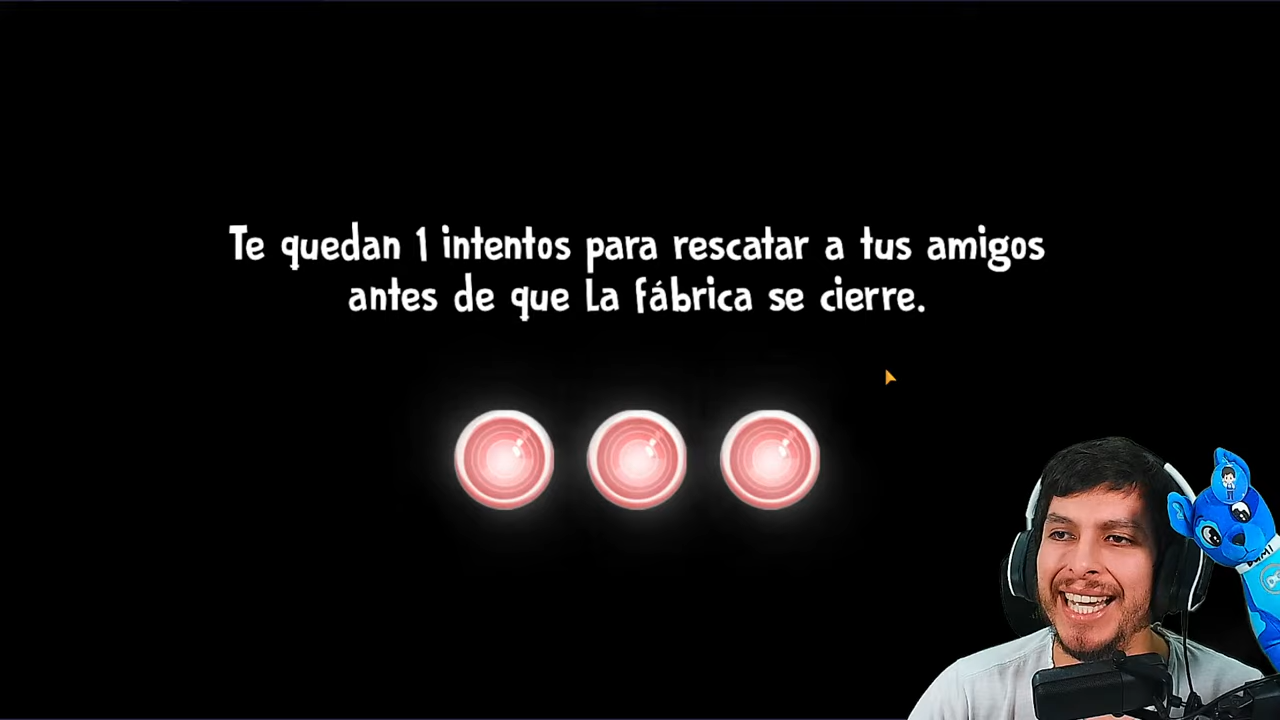 Te quedan 1 intentos para rescatar a tus amigos
antes de que La fábrica se cierre.